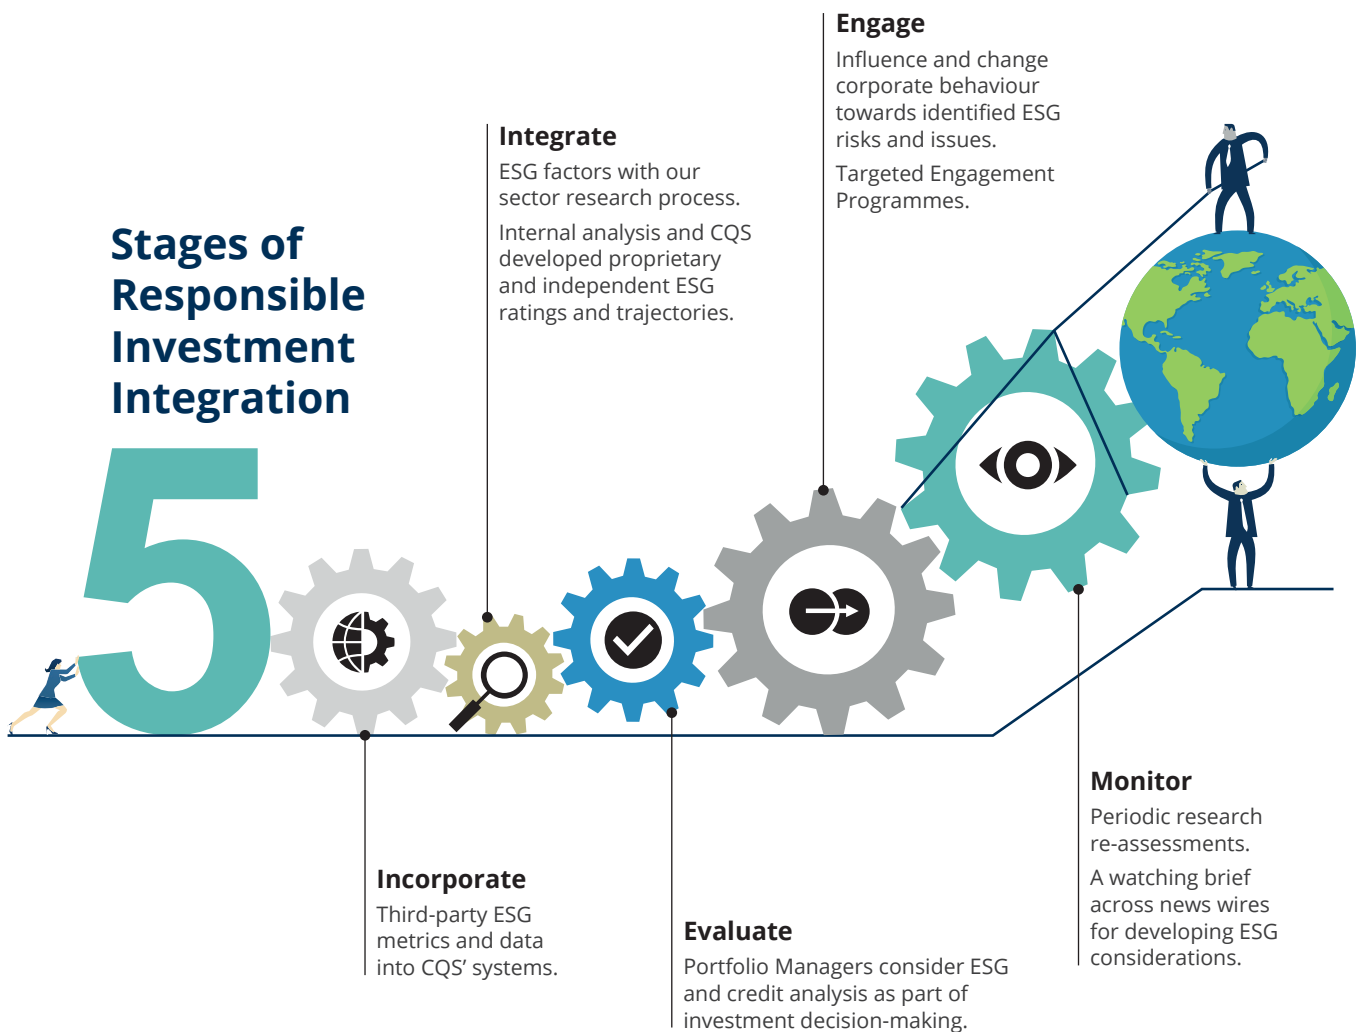 Stages of
Responsible
Investment
Integration
5
Incorporate
Third-party ESG
metrics and data
into CQS’ systems.
Integrate
ESG factors with our
sector research process.
Internal analysis and CQS
developed proprietary
and independent ESG
ratings and trajectories.
Evaluate
Portfolio Managers consider ESG
and credit analysis as part of
investment decision-making.
Engage
Influence and change
corporate behaviour
towards identified ESG
risks and issues.
Targeted Engagement
Programmes.
Monitor
Periodic research
re-assessments.
A watching brief
across news wires
for developing ESG
considerations.